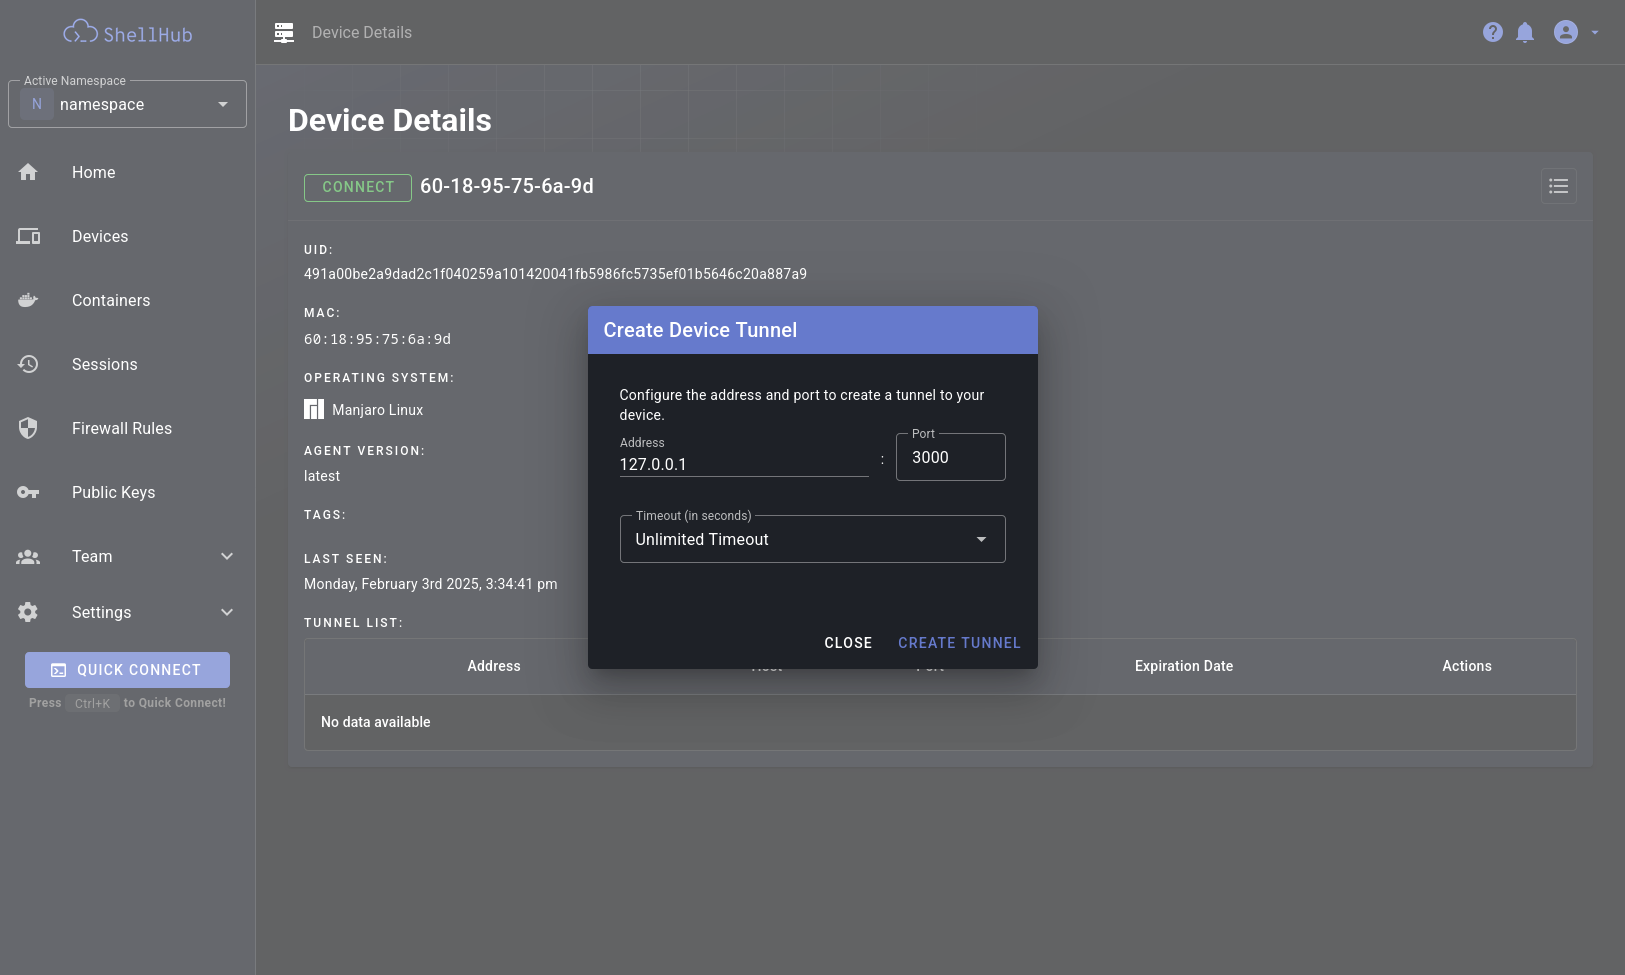 ShellHub
Device Details
Active Namespace
N namespace
Home
Devices
Containers
Sessions
Firewall Rules
Public Keys
Team
Settings
QUICK CONNECT
Press Ctrl+K to Quick Connect!
Device Details
CONNECT 60-18-95-75-6a-9d
UID:
491a00be2a9dad2c1f040259a101420041fb5986fc5735ef01b5646c20a887a9
MAC:
60:18:95:75:6a:9d
OPERATING SYSTEM:
Manjaro Linux
AGENT VERSION:
latest
TAGS:
LAST SEEN:
Monday, February 3rd 2025, 3:34:41 pm
TUNNEL LIST:
Address Host Port Expiration Date Actions
No data available
Create Device Tunnel
Configure the address and port to create a tunnel to your
device.
Address
127.0.0.1
:
Port
3000
Timeout (in seconds)
Unlimited Timeout
CLOSE CREATE TUNNEL